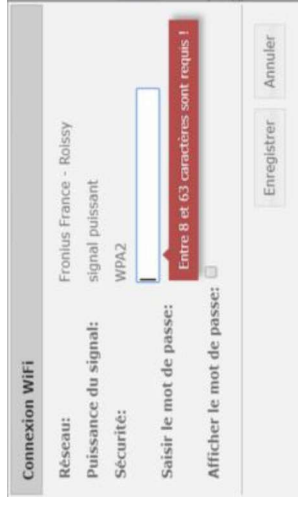 Connexion WiFi
Réseau: Fronius France - Roissy
Puissance du signal: signal puissant
Sécurité: WPA2
Saisir le mot de passe:
Entre 8 et 63 caractères sont requis !
Afficher le mot de passe:
Enregistrer Annuler